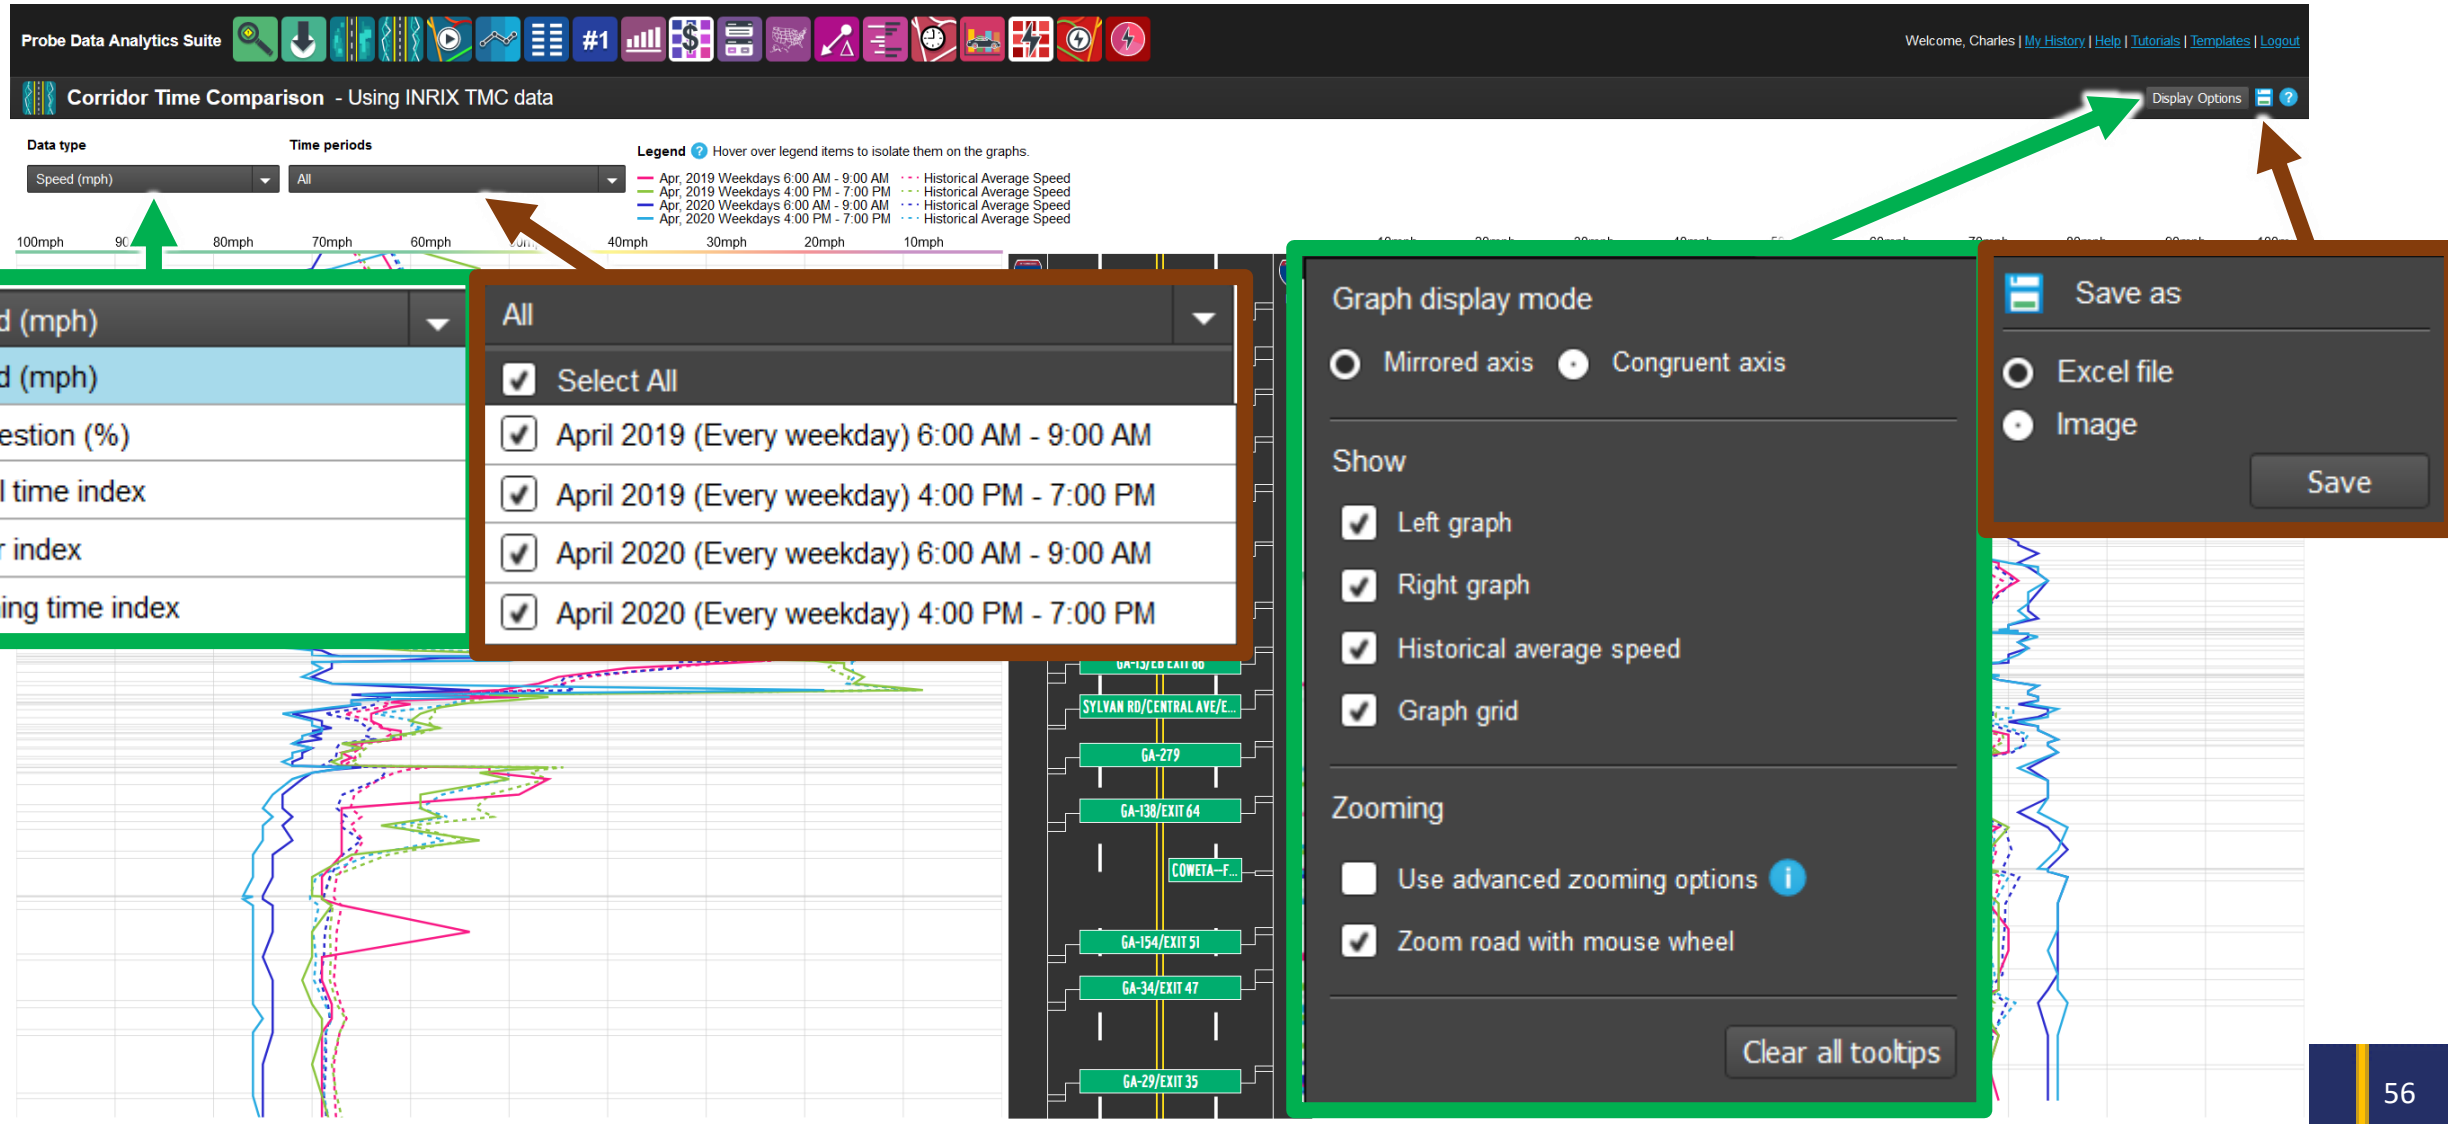 Probe Data Analytics Suite
#1
$
Welcome, Charles | My History | Help | Tutorials | Templates | Logout
Corridor Time Comparison - Using INRIX TMC data
Display Options
?
Data type
Time periods
Speed (mph)
All
Legend ? Hover over legend items to isolate them on the graphs.
Apr, 2019 Weekdays 6:00 AM - 9:00 AM Historical Average Speed
Apr, 2019 Weekdays 4:00 PM - 7:00 PM Historical Average Speed
Apr, 2020 Weekdays 6:00 AM - 9:00 AM Historical Average Speed
Apr, 2020 Weekdays 4:00 PM - 7:00 PM Historical Average Speed
100mph 90 80mph 70mph 60mph 40mph 30mph 20mph 10mph
d (mph)
d (mph)
estion (%)
l time index
r index
ing time index
All
Select All
April 2019 (Every weekday) 6:00 AM - 9:00 AM
April 2019 (Every weekday) 4:00 PM - 7:00 PM
April 2020 (Every weekday) 6:00 AM - 9:00 AM
April 2020 (Every weekday) 4:00 PM - 7:00 PM
GA-13/EB EXIT 66
SYLVAN RD/CENTRAL AVE/E...
GA-279
GA-138/EXIT 64
COWETA--F...
GA-154/EXIT 51
GA-34/EXIT 47
GA-29/EXIT 35
Graph display mode
Mirrored axis Congruent axis
Show
Left graph
Right graph
Historical average speed
Graph grid
Zooming
Use advanced zooming options i
Zoom road with mouse wheel
Clear all tooltips
Save as
Excel file
Image
Save
56